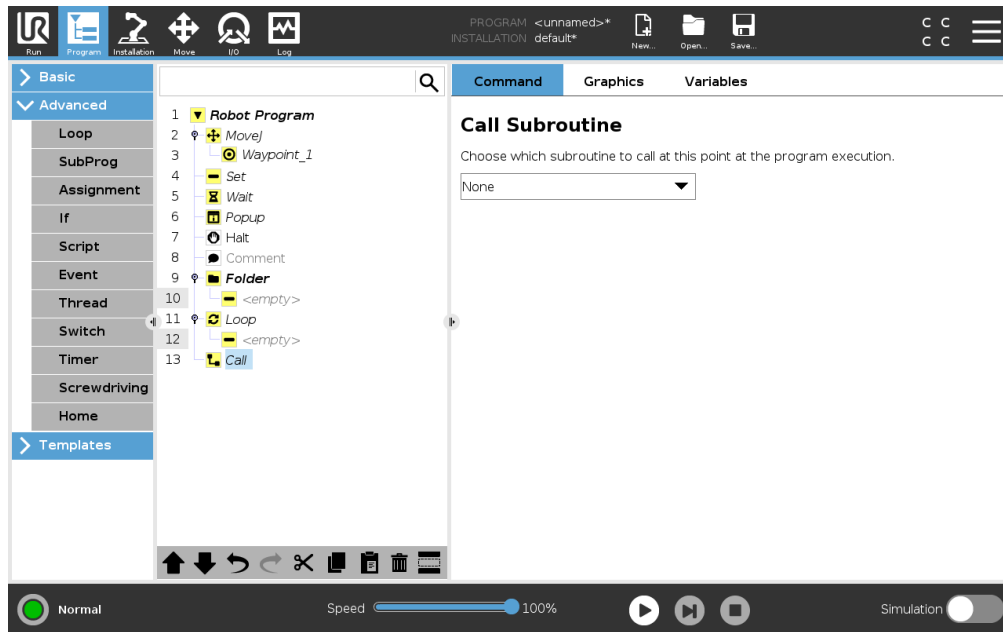 PROGRAM <unnamed>*
INSTALLATION default*
Run
Program
Installation
Move
I/O
Log
New...
Open...
Save...
C C
C C
Basic
Advanced
Loop
SubProg
Assignment
If
Script
Event
Thread
Switch
Timer
Screwdriving
Home
Templates
1 Robot Program
2 MoveJ
3 Waypoint_1
4 Set
5 Wait
6 Popup
7 Halt
8 Comment
9 Folder
10 <empty>
11 Loop
12 <empty>
13 Call
Command Graphics Variables
Call Subroutine
Choose which subroutine to call at this point at the program execution.
None
Normal
Speed 100%
Simulation